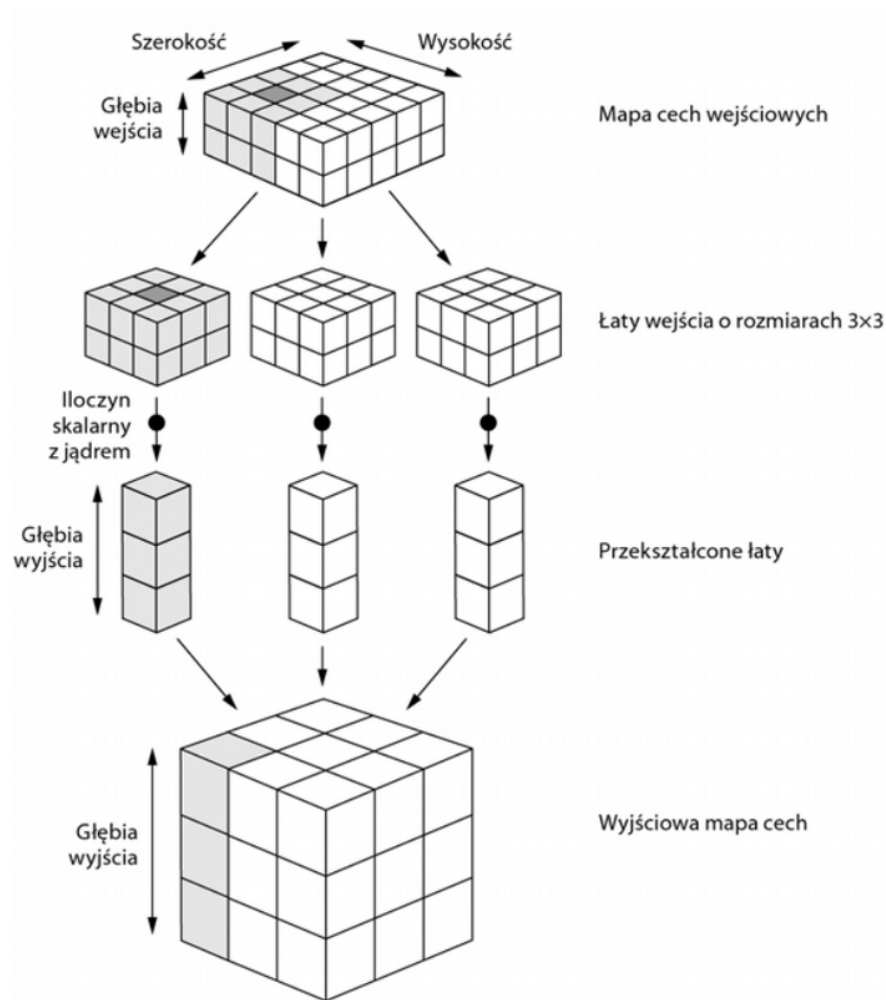 Szerokość
Wysokość
Głębia
wejścia
Mapa cech wejściowych
Łaty wejścia o rozmiarach 3×3
Iloczyn
skalarny
z jądrem
Głębia
wyjścia
Przekształcone łaty
Głębia
wyjścia
Wyjściowa mapa cech